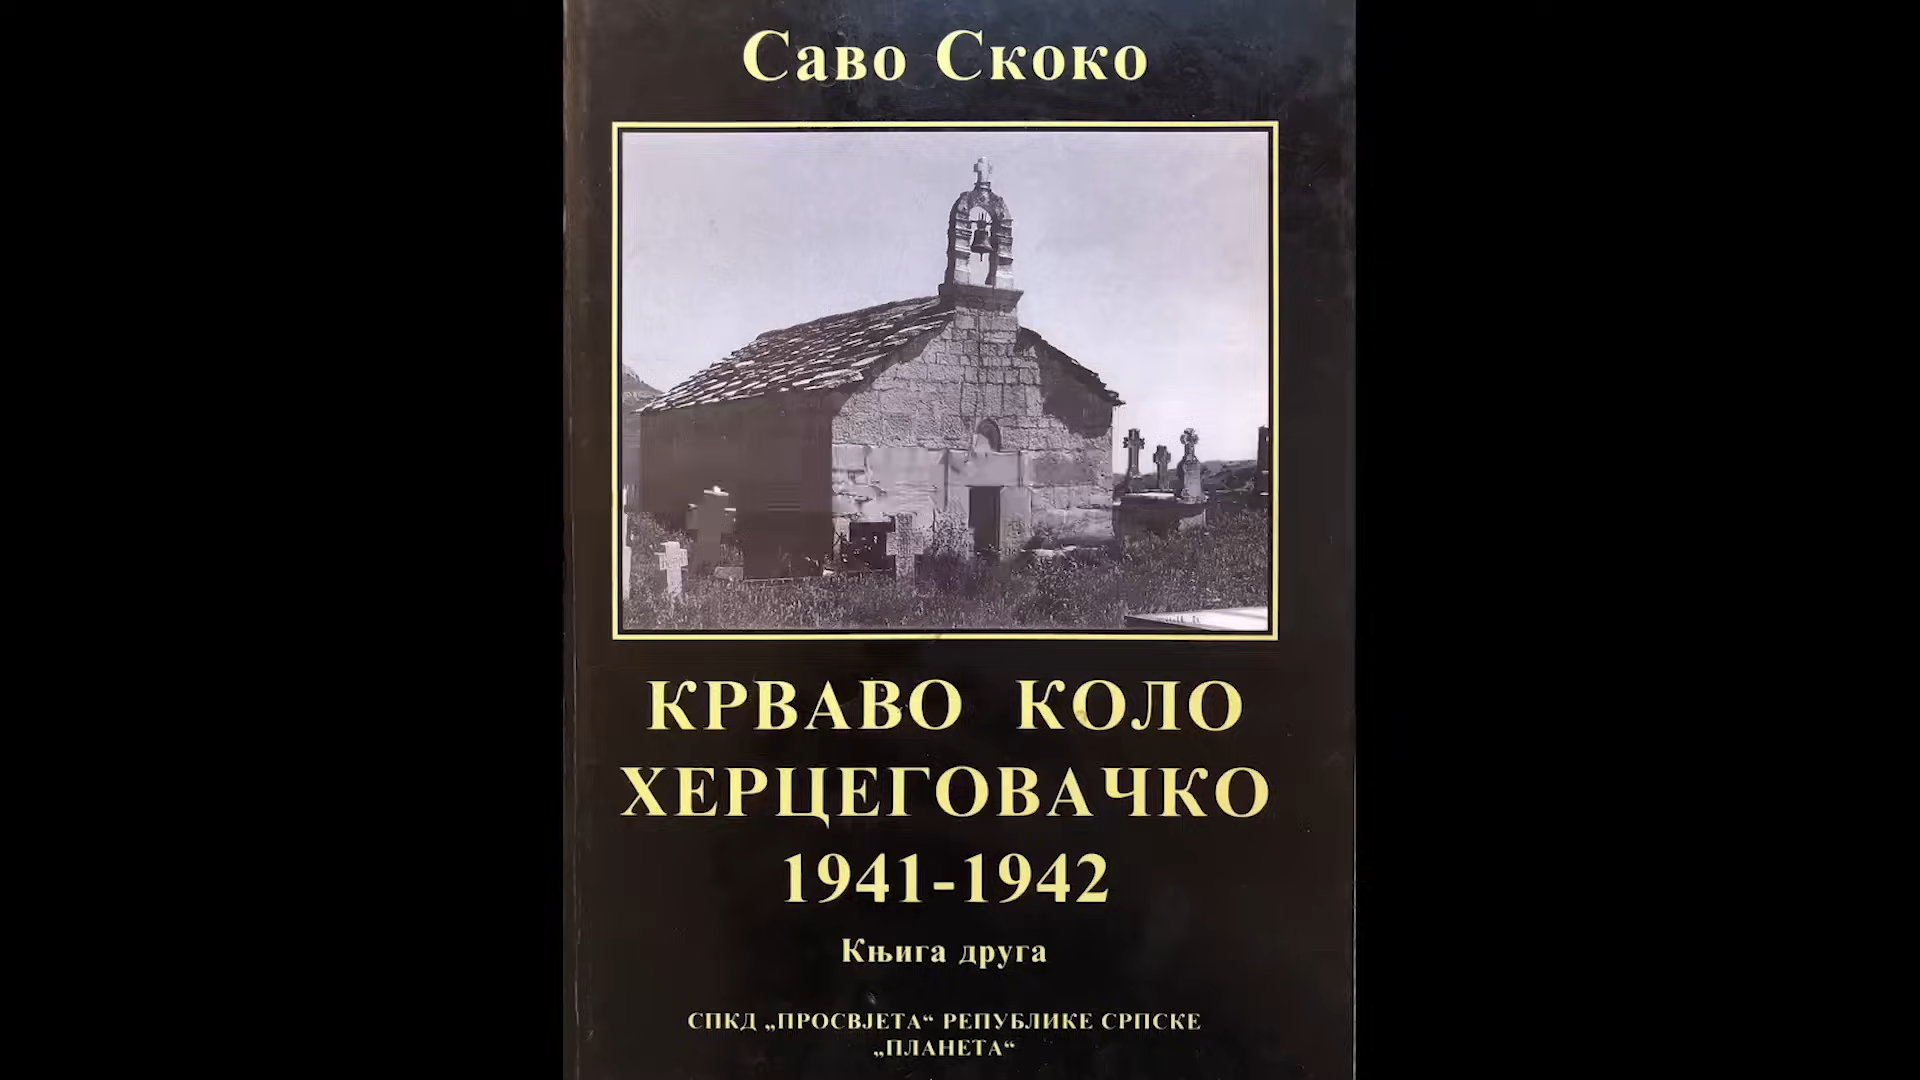 Саво Скоко
КРВАВО КОЛО
ХЕРЦЕГОВАЧКО
1941-1942
Књига друга
СПКД „ПРОСВЈЕТА“ РЕПУБЛИКЕ СРПСКЕ
„ПЛАНЕТА“